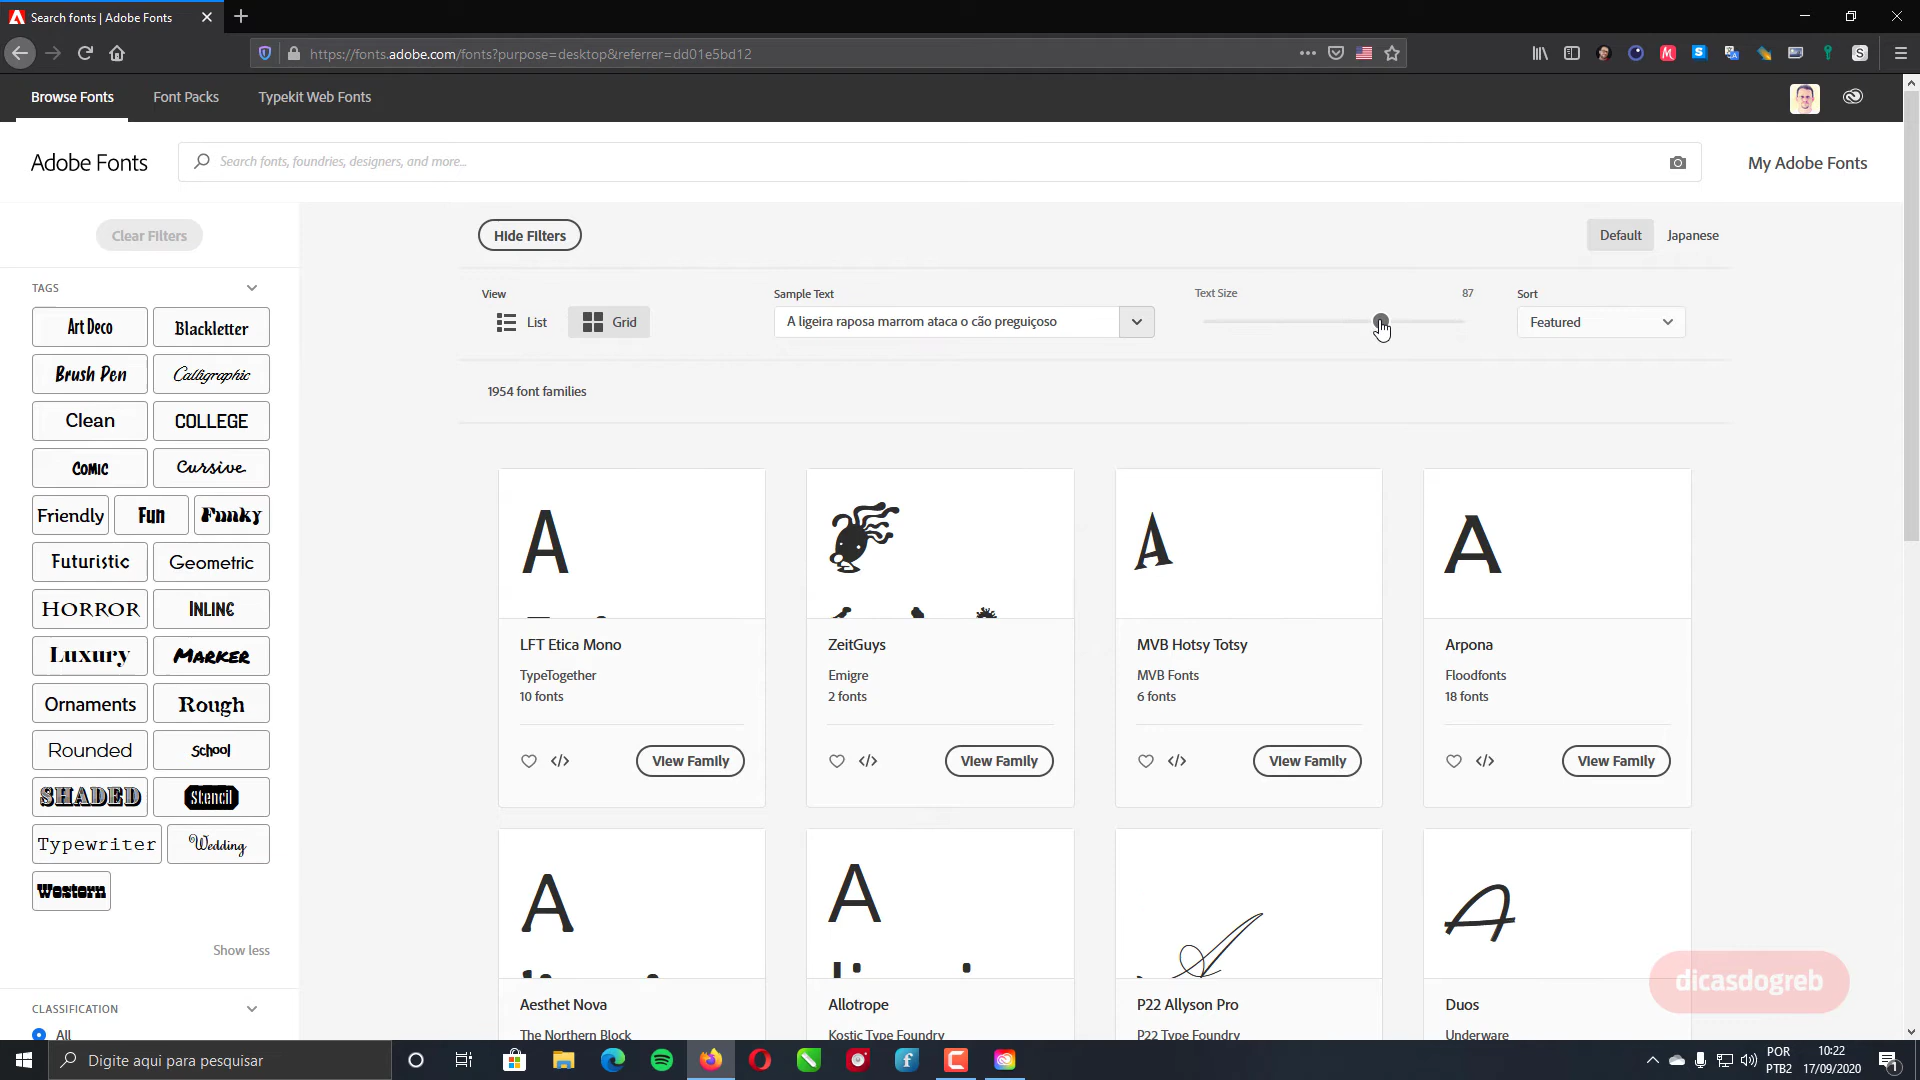 Search fonts | Adobe Fonts
https://fonts.adobe.com/fonts?purpose=desktop&referrer=dd01e5bd12
Browse Fonts Font Packs Typekit Web Fonts
Adobe Fonts
Search fonts, foundries, designers, and more...
My Adobe Fonts
Clear Filters
Hide Filters
Default Japanese
TAGS
View
Sample Text
Text Size 87
Sort
List Grid
A ligeira raposa marrom ataca o cão preguiçoso
Featured
1954 font families
Art Deco Blackletter
Brush Pen Calligraphic
Clean COLLEGE
Comic Cursive
Friendly Fun Funky
Futuristic Geometric
HORROR INLINE
Luxury MARKER
Ornaments Rough
Rounded School
SHADED Stencil
Typewriter Wedding
Western
Show less
CLASSIFICATION
All
A
A
A
LFT Etica Mono
TypeTogether
10 fonts
View Family
ZeitGuys
Emigre
2 fonts
View Family
MVB Hotsy Totsy
MVB Fonts
6 fonts
View Family
Arpona
Floodfonts
18 fonts
View Family
A
A
A
A
Aesthet Nova
The Northern Block
Allotrope
Kostic Type Foundry
P22 Allyson Pro
P22 Type Foundry
Duos
Underware
dicasdogreb
Digite aqui para pesquisar
POR
PTB2
10:22
17/09/2020
1